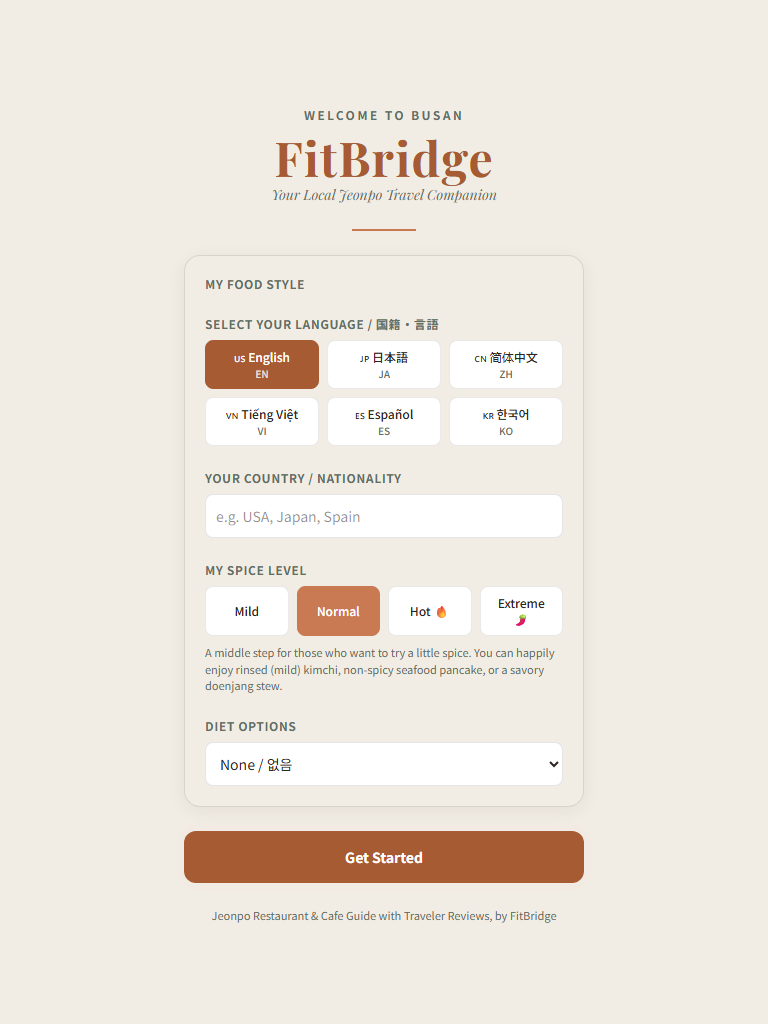 WELCOME TO BUSAN
FitBridge
Your Local Jeonpo Travel Companion
MY FOOD STYLE
SELECT YOUR LANGUAGE / 国籍・言語
US English
EN
JP 日本語
JA
CN 简体中文
ZH
VN Tiếng Việt
VI
ES Español
ES
KR 한국어
KO
YOUR COUNTRY / NATIONALITY
e.g. USA, Japan, Spain
MY SPICE LEVEL
Mild
Normal
Hot 🔥
Extreme
🌶️
A middle step for those who want to try a little spice. You can happily
enjoy rinsed (mild) kimchi, non-spicy seafood pancake, or a savory
doenjang stew.
DIET OPTIONS
None / 없음
Get Started
Jeonpo Restaurant & Cafe Guide with Traveler Reviews, by FitBridge